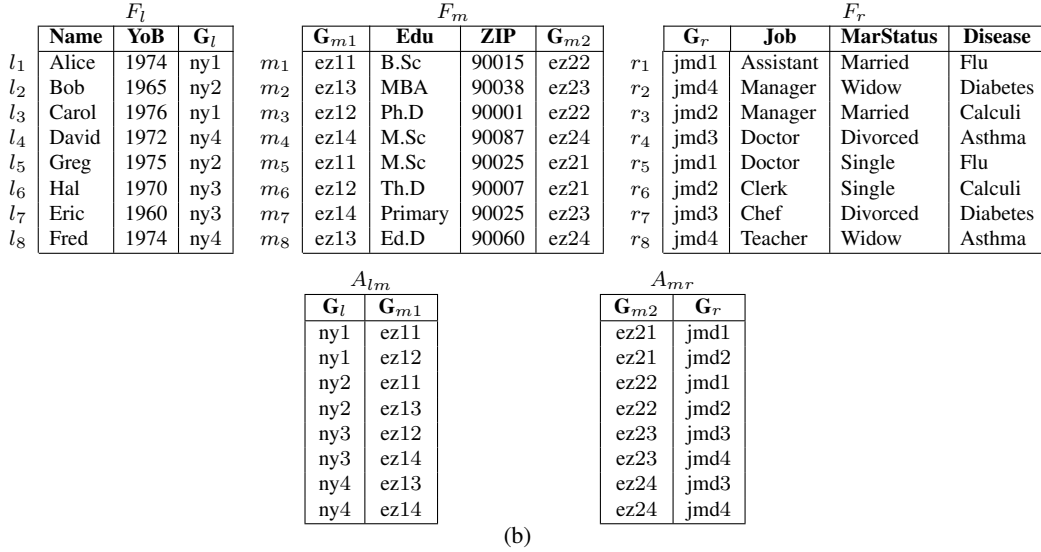 F_l F_m F_r
Name YoB G_l G_m1 Edu ZIP G_m2 G_r Job MarStatus Disease
l_1 Alice 1974 ny1 m_1 ez11 B.Sc 90015 ez22 r_1 jmd1 Assistant Married Flu
l_2 Bob 1965 ny2 m_2 ez13 MBA 90038 ez23 r_2 jmd4 Manager Widow Diabetes
l_3 Carol 1976 ny1 m_3 ez12 Ph.D 90001 ez22 r_3 jmd2 Manager Married Calculi
l_4 David 1972 ny4 m_4 ez14 M.Sc 90087 ez24 r_4 jmd3 Doctor Divorced Asthma
l_5 Greg 1975 ny2 m_5 ez11 M.Sc 90025 ez21 r_5 jmd1 Doctor Single Flu
l_6 Hal 1970 ny3 m_6 ez12 Th.D 90007 ez21 r_6 jmd2 Clerk Single Calculi
l_7 Eric 1960 ny3 m_7 ez14 Primary 90025 ez23 r_7 jmd3 Chef Divorced Diabetes
l_8 Fred 1974 ny4 m_8 ez13 Ed.D 90060 ez24 r_8 jmd4 Teacher Widow Asthma
A_lm A_mr
G_l G_m1 G_m2 G_r
ny1 ez11 ez21 jmd1
ny1 ez12 ez21 jmd2
ny2 ez11 ez22 jmd1
ny2 ez13 ez22 jmd2
ny3 ez12 ez23 jmd3
ny3 ez14 ez23 jmd4
ny4 ez13 ez24 jmd3
ny4 ez14 ez24 jmd4
(b)